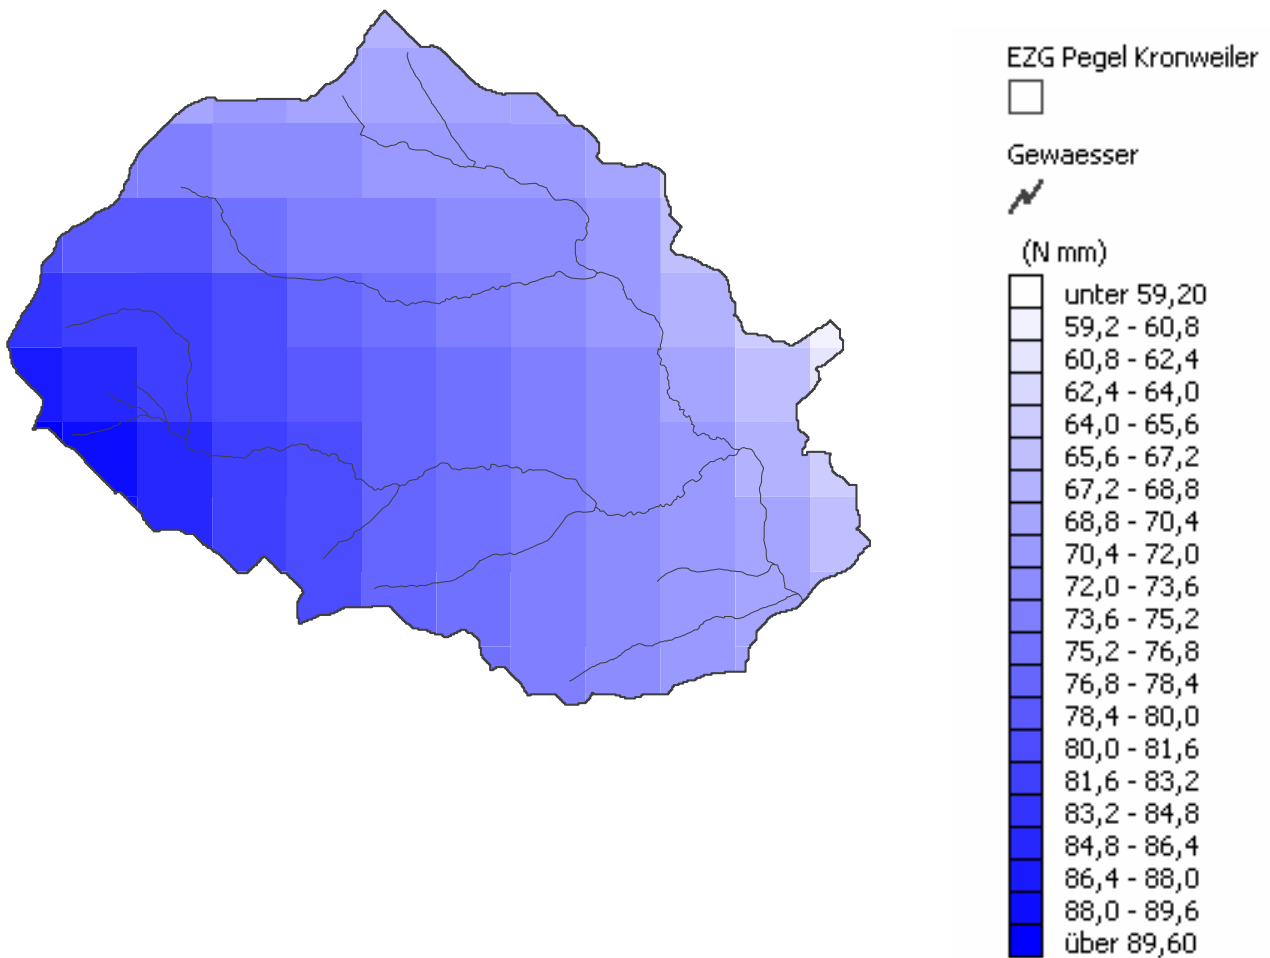 EZG Pegel Kronweiler
Gewaesser
(N mm)
unter 59,20
59,2 - 60,8
60,8 - 62,4
62,4 - 64,0
64,0 - 65,6
65,6 - 67,2
67,2 - 68,8
68,8 - 70,4
70,4 - 72,0
72,0 - 73,6
73,6 - 75,2
75,2 - 76,8
76,8 - 78,4
78,4 - 80,0
80,0 - 81,6
81,6 - 83,2
83,2 - 84,8
84,8 - 86,4
86,4 - 88,0
88,0 - 89,6
über 89,60